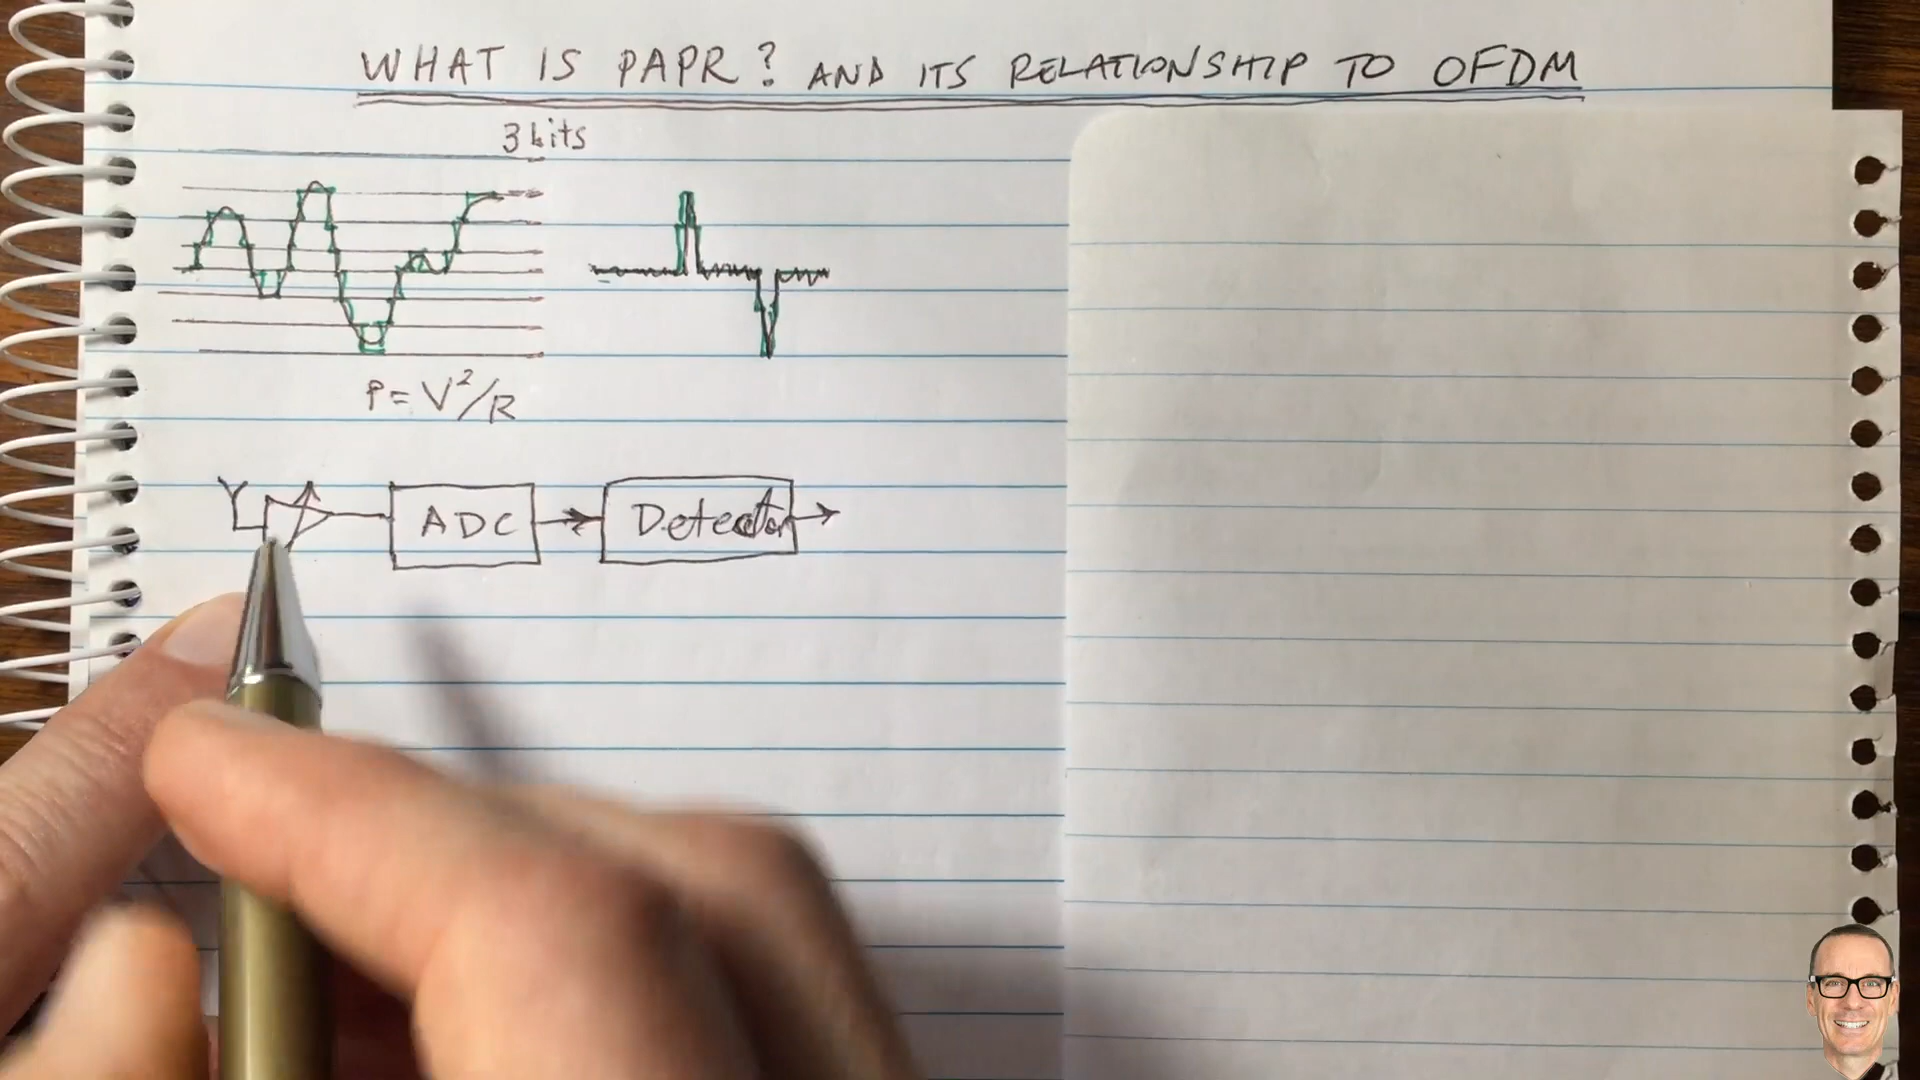 WHAT IS PAPR? AND ITS RELATIONSHIP TO OFDM
3 bits
P = V²/R
ADC
Detector